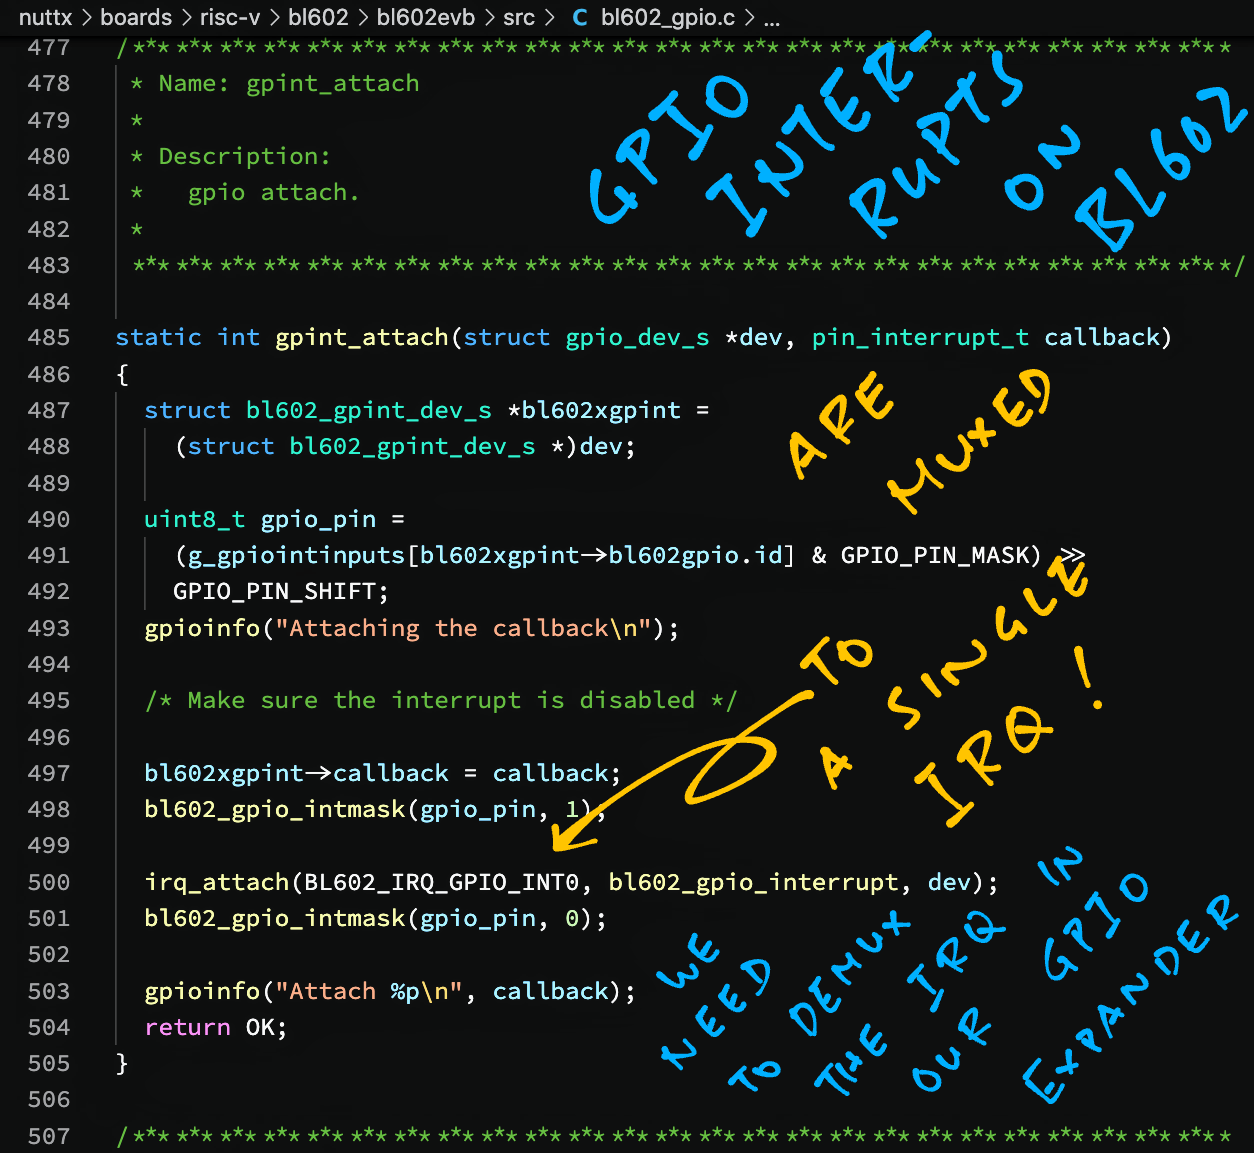 nuttx > boards > risc-v > bl602 > bl602evb > src > C bl602_gpio.c > ...
477 /****************************************************************************
478  * Name: gpint_attach
479  *
480  * Description:
481  *   gpio attach.
482  *
483  ****************************************************************************/
484
485 static int gpint_attach(struct gpio_dev_s *dev, pin_interrupt_t callback)
486 {
487   struct bl602_gpint_dev_s *bl602xgpint =
488     (struct bl602_gpint_dev_s *)dev;
489
490   uint8_t gpio_pin =
491     (g_gpiointinputs[bl602xgpint->bl602gpio.id] & GPIO_PIN_MASK) >>
492     GPIO_PIN_SHIFT;
493   gpioinfo("Attaching the callback\n");
494
495   /* Make sure the interrupt is disabled */
496
497   bl602xgpint->callback = callback;
498   bl602_gpio_intmask(gpio_pin, 1);
499
500   irq_attach(BL602_IRQ_GPIO_INT0, bl602_gpio_interrupt, dev);
501   bl602_gpio_intmask(gpio_pin, 0);
502
503   gpioinfo("Attach %p\n", callback);
504   return OK;
505 }
506
507 /****************************************************************************
GPIO
INTER-
RUPTS
ON
BL602
ARE
MUXED
TO
A
SINGLE
IRQ!
WE
NEED
TO
DEMUX
THE
IRQ
IN
OUR
GPIO
EXPANDER